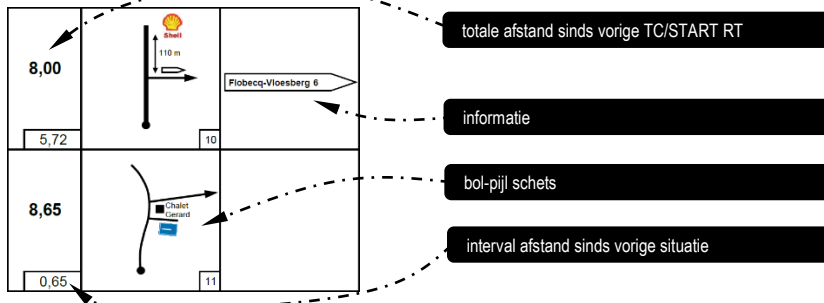 totale afstand sinds vorige TC/START RT
Shell
110 m
8,00
Flobecq-Vloesberg 6
informatie
5,72
10
bol-pijl schets
8,65
Chalet
Gerard
interval afstand sinds vorige situatie
0,65
11